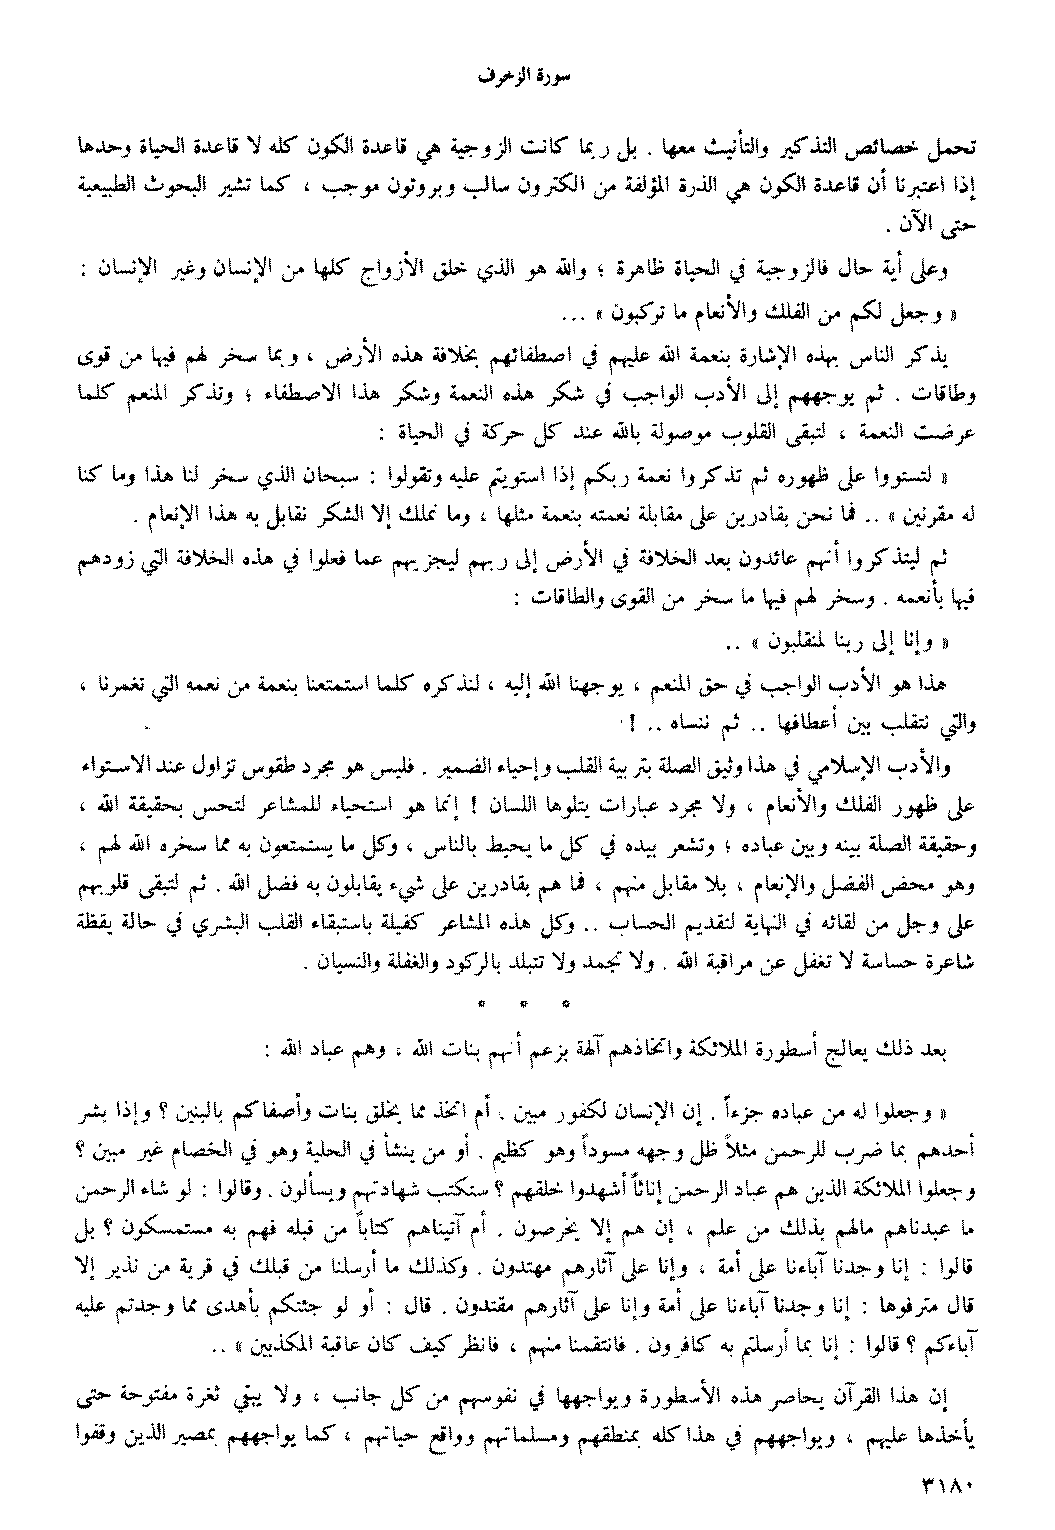 سورة الزخرف
تحمل خصائص التذكير والتأنيث معها . بل ربما كانت الزوجية هي قاعدة الكون كله لا قاعدة الحياة وحدها
إذا اعتبرنا أن قاعدة الكون هي الذرة المؤلفة من الكترون سالب وبروتون موجب ، كما تشير البحوث الطبيعية
حتى الآن .
وعلى أية حال فالزوجية في الحياة ظاهرة ؛ والله هو الذي خلق الأزواج كلها من الإنسان وغير الإنسان :
« وجعل لكم من الفلك والأنعام ما تركبون » ...
يذكر الناس بهذه الإشارة بنعمة الله عليهم في اصطفائهم بخلافة هذه الأرض ، وبما سخر لهم فيها من قوى
وطاقات . ثم يوجههم إلى الأدب الواجب في شكر هذه النعمة وشكر هذا الاصطفاء ؛ وتذكر المنعم كلما
عرضت النعمة ، لتبقى القلوب موصولة بالله عند كل حركة في الحياة :
« لتستووا على ظهوره ثم تذكروا نعمة ربكم إذا استويتم عليه وتقولوا : سبحان الذي سخر لنا هذا وما كنا
له مقرنين » .. فما نحن بقادرين على مقابلة نعمته بنعمة مثلها ، وما نملك إلا الشكر نقابل به هذا الإنعام .
ثم ليتذكروا أنهم عائدون بعد الخلافة في الأرض إلى ربهم ليجزيهم عما فعلوا في هذه الخلافة التي زودهم
فيها بأنعمه . وسخر لهم فيها ما سخر من القوى والطاقات :
« وإنا إلى ربنا لمنقلبون » ..
هذا هو الأدب الواجب في حق المنعم ، يوجهنا الله إليه ، لنذكره كلما استمتعنا بنعمة من نعمه التي تغمرنا ،
والتي نتقلب بين أعطافها .. ثم ننساه .. !
والأدب الإسلامي في هذا وثيق الصلة بتربية القلب وإحياء الضمير . فليس هو مجرد طقوس تزاول عند الاستواء
على ظهور الفلك والأنعام ، ولا مجرد عبارات يتلوها اللسان ! إنما هو استحياء للمشاعر لتحس بحقيقة الله ،
وحقيقة الصلة بينه وبين عباده ؛ وتشعر بيده في كل ما يحيط بالناس ، وكل ما يستمتعون به مما سخره الله لهم ،
وهو محض الفضل والإنعام ، بلا مقابل منهم ، فما هم بقادرين على شيء يقابلون به فضل الله . ثم لتبقى قلوبهم
على وجل من لقائه في النهاية لتقديم الحساب .. وكل هذه المشاعر كفيلة باستبقاء القلب البشري في حالة يقظة
شاعرة حساسة لا تغفل عن مراقبة الله . ولا تجمد ولا تتبلد بالركود والغفلة والنسيان .
* * *
بعد ذلك يعالج أسطورة الملائكة واتخاذهم آلهة بزعم أنهم بنات الله ، وهم عباد الله :
« وجعلوا له من عباده جزءاً . إن الإنسان لكفور مبين . أم اتخذ مما يخلق بنات وأصفاكم بالبنين ؟ وإذا بشر
أحدهم بما ضرب للرحمن مثلاً ظل وجهه مسوداً وهو كظيم . أو من ينشأ في الحلية وهو في الخصام غير مبين ؟
وجعلوا الملائكة الذين هم عباد الرحمن إناثاً أشهدوا خلقهم ؟ ستكتب شهادتهم ويسألون . وقالوا : لو شاء الرحمن
ما عبدناهم مالهم بذلك من علم ، إن هم إلا يخرصون . أم آتيناهم كتاباً من قبله فهم به مستمسكون ؟ بل
قالوا : إنا وجدنا آباءنا على أمة ، وإنا على آثارهم مهتدون . وكذلك ما أرسلنا من قبلك في قرية من نذير إلا
قال مترفوها : إنا وجدنا آباءنا على أمة وإنا على آثارهم مقتدون . قال : أو لو جئتكم بأهدى مما وجدتم عليه
آباءكم ؟ قالوا : إنا بما أرسلتم به كافرون . فانتقمنا منهم ، فانظر كيف كان عاقبة المكذبين » ..
إن هذا القرآن يحاصر هذه الأسطورة ويواجهها في نفوسهم من كل جانب ، ولا يبقي ثغرة مفتوحة حتى
يأخذها عليهم ، ويواجههم في هذا كله بمنطقهم ومسلماتهم وواقع حياتهم ، كما يواجههم بمصير الذين وقفوا
٣١٨٠